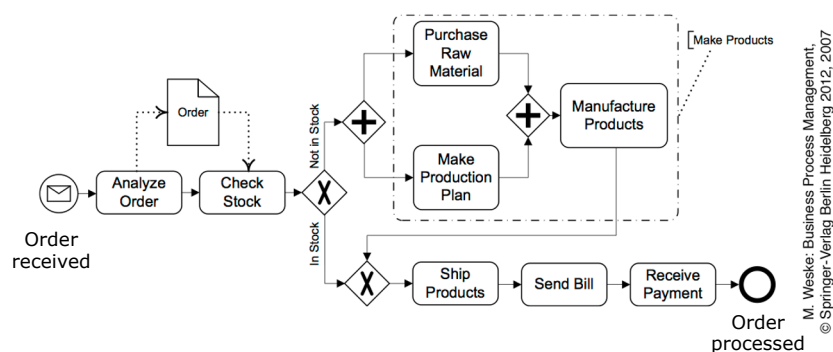 Purchase
Raw
Material
Make Products
Order
Not in Stock
Manufacture
Products
Analyze
Order
Check
Stock
Make
Production
Plan
Order
received
In Stock
Ship
Products
Send Bill
Receive
Payment
Order
processed
M. Weske: Business Process Management,
© Springer-Verlag Berlin Heidelberg 2012, 2007